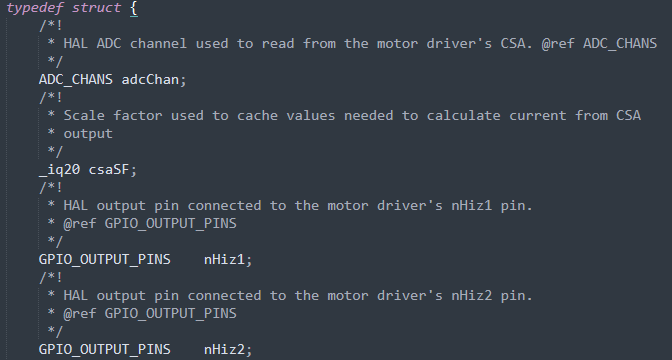 typedef struct {
    /*!
     * HAL ADC channel used to read from the motor driver's CSA. @ref ADC_CHANS
     */
    ADC_CHANS adcChan;
    /*!
     * Scale factor used to cache values needed to calculate current from CSA
     * output
     */
    _iq20 csaSF;
    /*!
     * HAL output pin connected to the motor driver's nHiz1 pin.
     * @ref GPIO_OUTPUT_PINS
     */
    GPIO_OUTPUT_PINS    nHiz1;
    /*!
     * HAL output pin connected to the motor driver's nHiz2 pin.
     * @ref GPIO_OUTPUT_PINS
     */
    GPIO_OUTPUT_PINS    nHiz2;